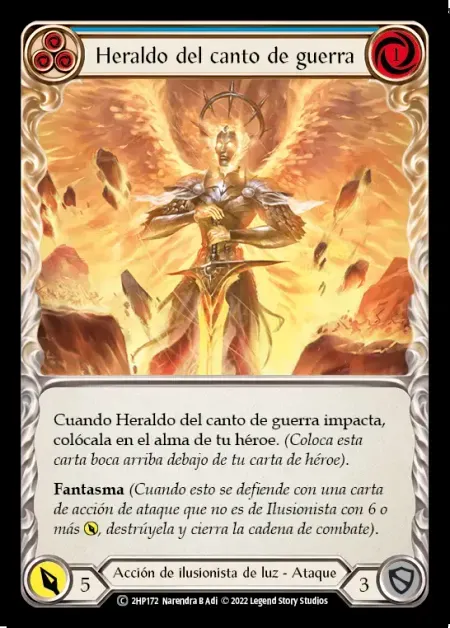 Heraldo del canto de guerra
1
Cuando Heraldo del canto de guerra impacta,
colócala en el alma de tu héroe. (Coloca esta
carta boca arriba debajo de tu carta de héroe).
Fantasma (Cuando esto se defiende con una carta
de acción de ataque que no es de Ilusionista con 6 o
más , destrúyela y cierra la cadena de combate).
5
Acción de ilusionista de luz - Ataque
3
C 2HP172 Narendra B Adi © 2022 Legend Story Studios